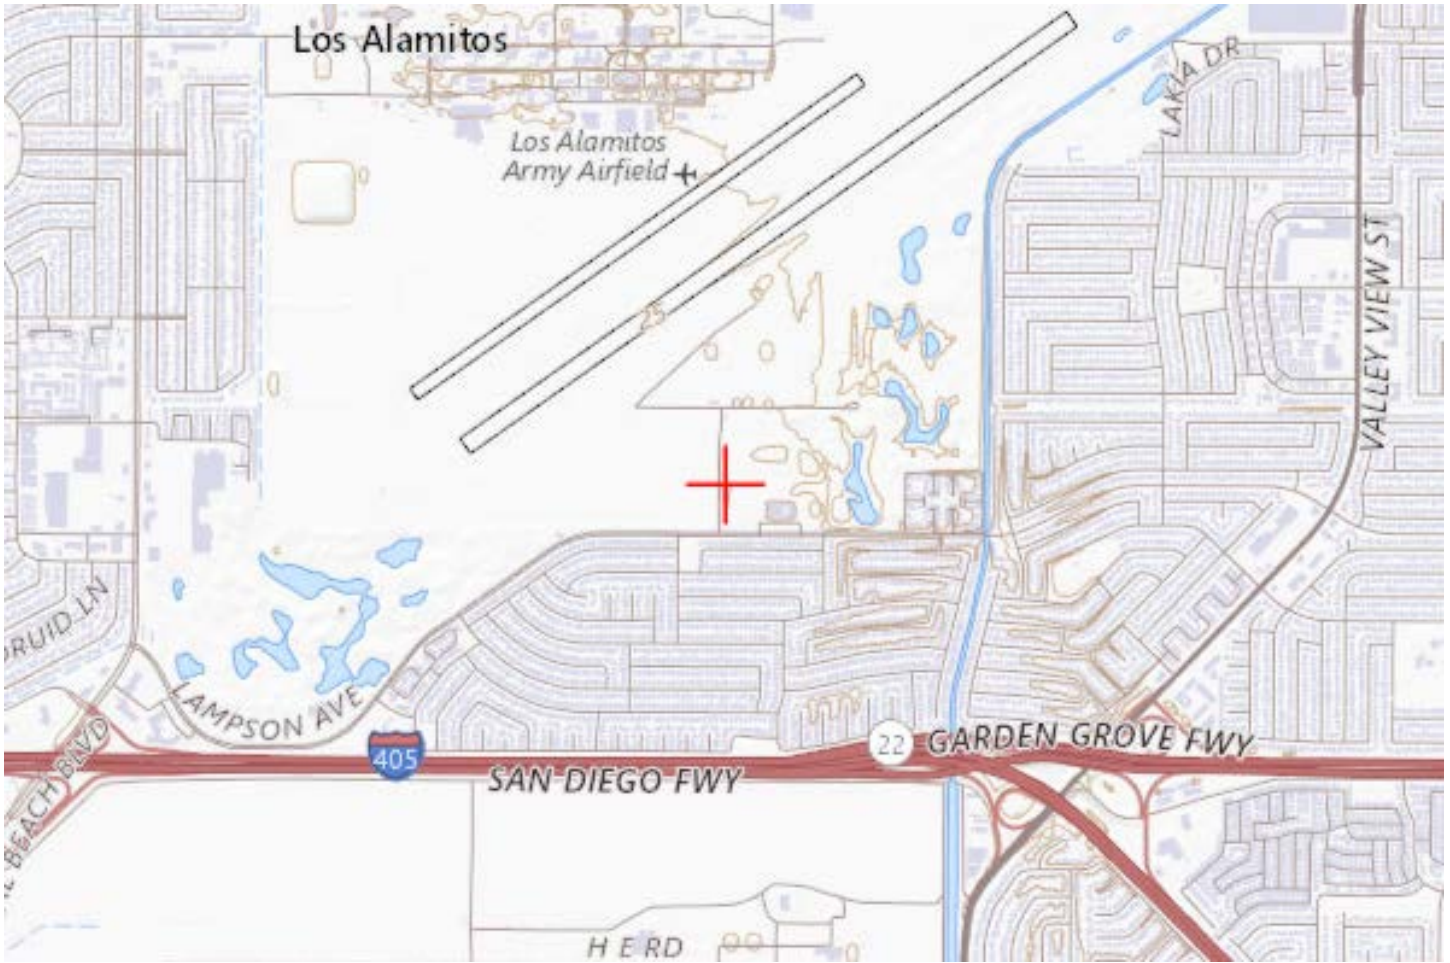 Los Alamitos
LAKIA DR
Los Alamitos
Army Airfield
VALLEY VIEW ST
DRUID LN
LAMPSON AVE
BEACH BLVD
405
22
GARDEN GROVE FWY
SAN DIEGO FWY
H E RD